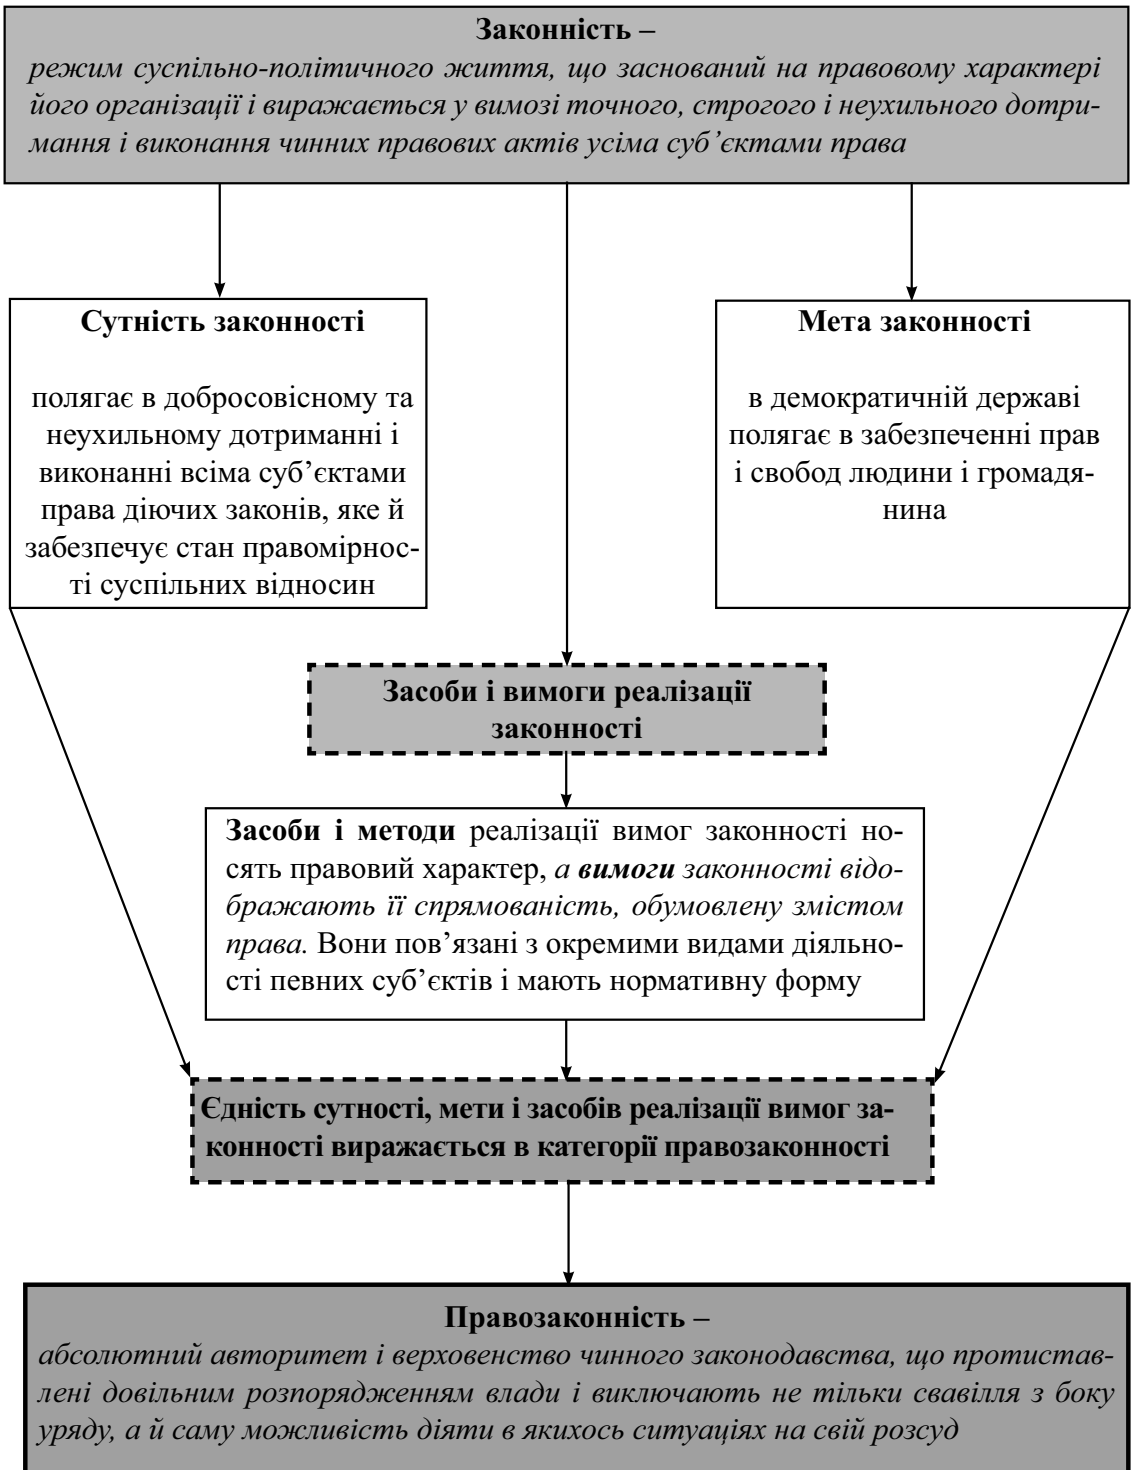 Законність –
режим суспільно-політичного життя, що заснований на правовому характері
його організації і виражається у вимозі точного, строгого і неухильного дотри-
мання і виконання чинних правових актів усіма суб’єктами права
Сутність законності
полягає в добросовісному та
неухильному дотриманні і
виконанні всіма суб’єктами
права діючих законів, яке й
забезпечує стан правомірнос-
ті суспільних відносин
Мета законності
в демократичній державі
полягає в забезпеченні прав
і свобод людини і громадя-
нина
Засоби і вимоги реалізації
законності
Засоби і методи реалізації вимог законності но-
сять правовий характер, а вимоги законності відо-
бражають її спрямованість, обумовлену змістом
права. Вони пов’язані з окремими видами діяльно-
сті певних суб’єктів і мають нормативну форму
Єдність сутності, мети і засобів реалізації вимог за-
конності виражається в категорії правозаконності
Правозаконність –
абсолютний авторитет і верховенство чинного законодавства, що протистав-
лені довільним розпорядженням влади і виключають не тільки свавілля з боку
уряду, а й саму можливість діяти в якихось ситуаціях на свій розсуд